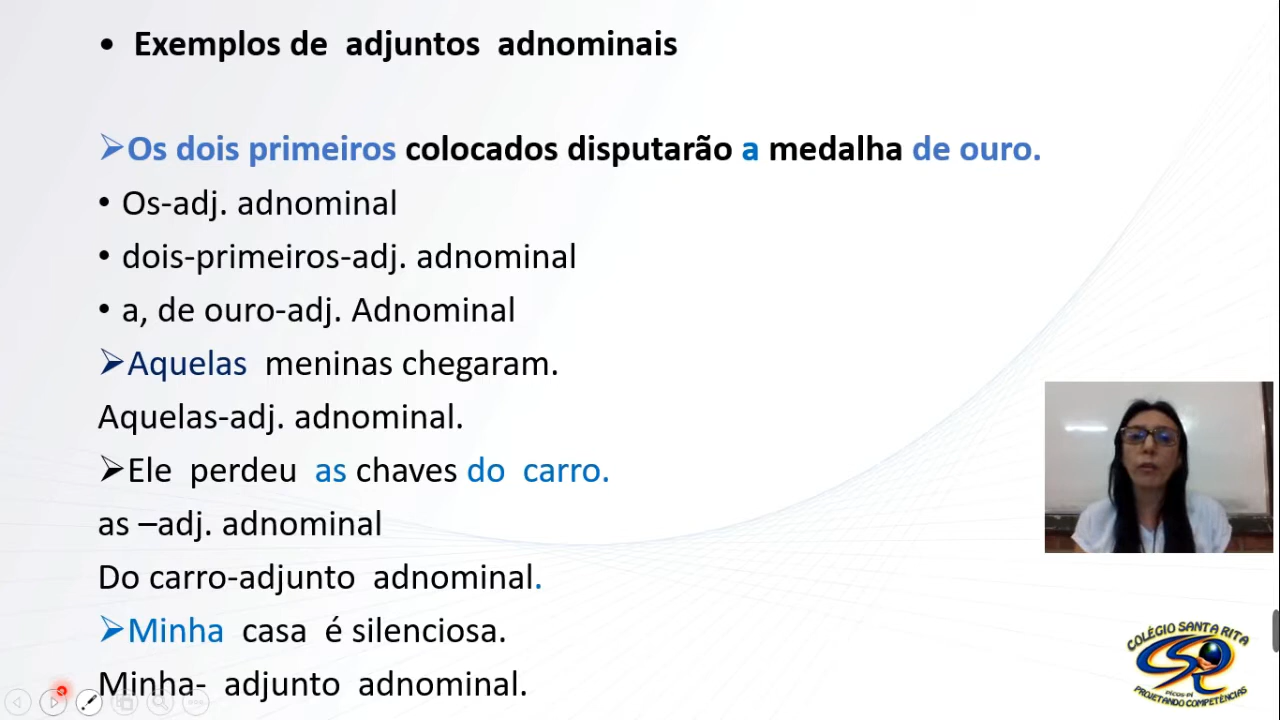 • Exemplos de adjuntos adnominais
➢Os dois primeiros colocados disputarão a medalha de ouro.
• Os-adj. adnominal
• dois-primeiros-adj. adnominal
• a, de ouro-adj. Adnominal
➢Aquelas meninas chegaram.
Aquelas-adj. adnominal.
➢Ele perdeu as chaves do carro.
as –adj. adnominal
Do carro-adjunto adnominal.
➢Minha casa é silenciosa.
Minha- adjunto adnominal.
COLÉGIO SANTA RITA
PICOS-PI
PROJETANDO COMPETÊNCIAS